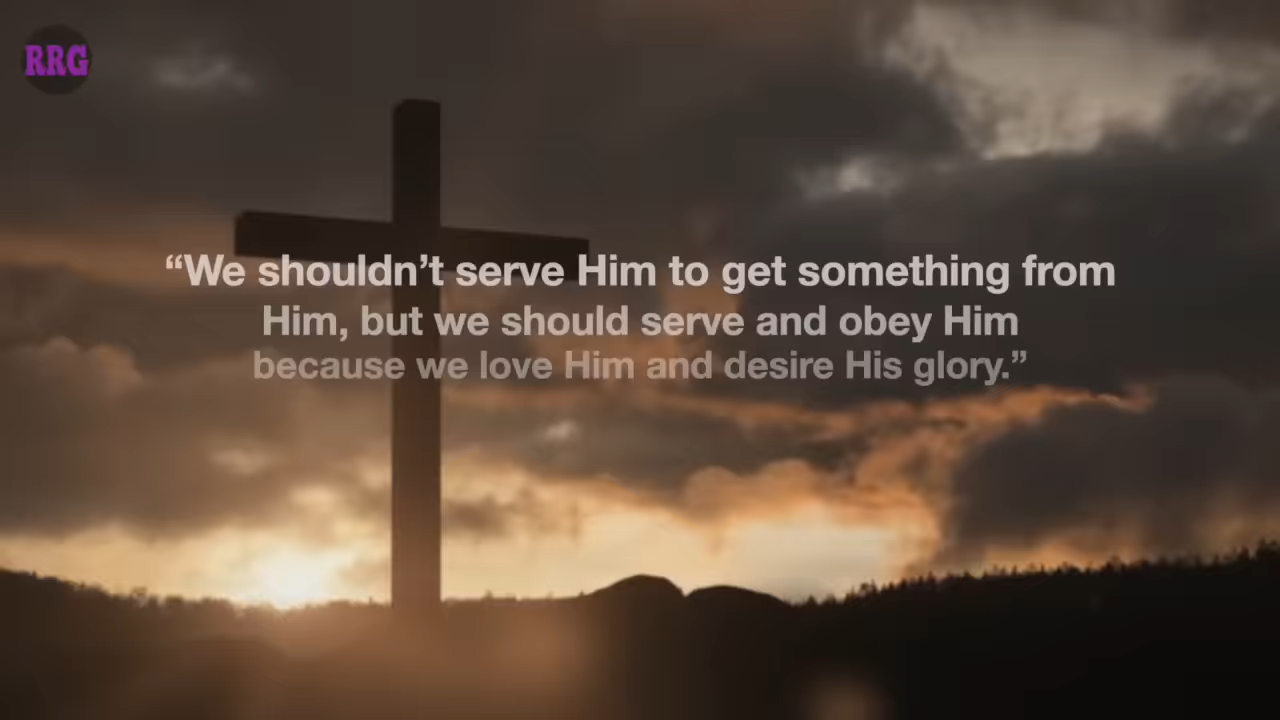 RRG
“We shouldn’t serve Him to get something from
Him, but we should serve and obey Him
because we love Him and desire His glory.”